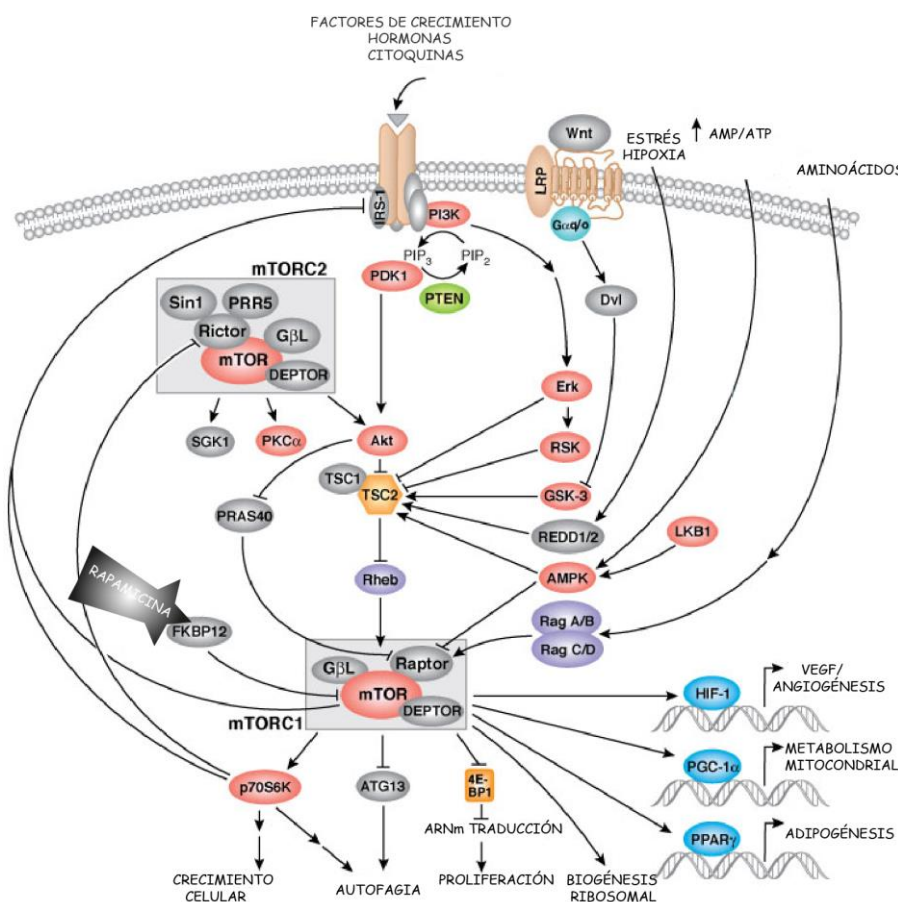 FACTORES DE CRECIMIENTO
HORMONAS
CITOQUINAS
Wnt
ESTRÉS
HIPOXIA
AMP/ATP
AMINOÁCIDOS
LRP
IRS-1
PI3K
Gαq/o
PIP3
PIP2
PDK1
PTEN
Dvl
mTORC2
Sin1
PRR5
Rictor
GβL
mTOR
DEPTOR
Erk
SGK1
PKCα
Akt
RSK
TSC1
TSC2
GSK-3
PRAS40
REDD1/2
LKB1
Rheb
AMPK
RAPAMICINA
FKBP12
Rag A/B
Rag C/D
GβL
Raptor
mTOR
DEPTOR
mTORC1
HIF-1
VEGF/
ANGIOGÉNESIS
PGC-1α
METABOLISMO
MITOCONDRIAL
p70S6K
ATG13
4E-
BP1
ARNm TRADUCCIÓN
PPARγ
ADIPOGÉNESIS
CRECIMIENTO
CELULAR
AUTOFAGIA
PROLIFERACIÓN
BIOGÉNESIS
RIBOSOMAL